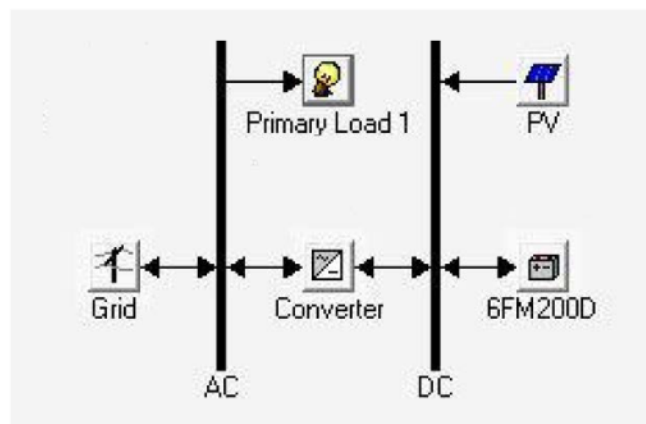 Primary Load 1
PV
Grid
Converter
6FM200D
AC
DC